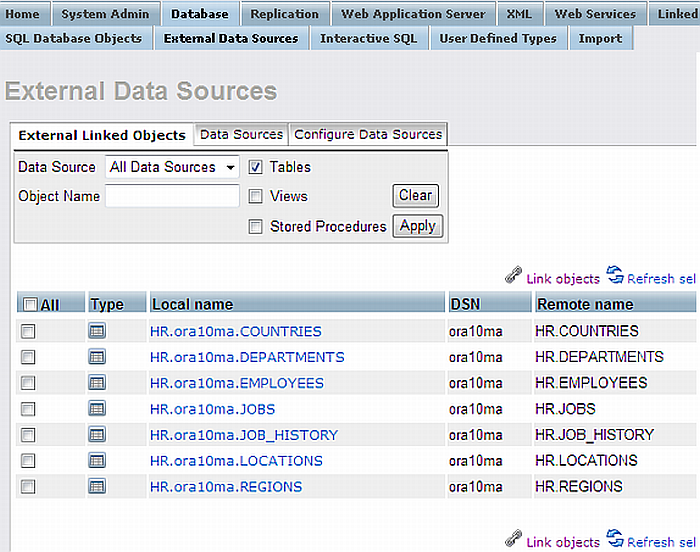 Home System Admin Database Replication Web Application Server XML Web Services Linked
SQL Database Objects External Data Sources Interactive SQL User Defined Types Import
External Data Sources
External Linked Objects Data Sources Configure Data Sources
Data Source All Data Sources Tables
Object Name Views Clear
Stored Procedures Apply
Link objects Refresh sel
All Type Local name DSN Remote name
HR.ora10ma.COUNTRIES ora10ma HR.COUNTRIES
HR.ora10ma.DEPARTMENTS ora10ma HR.DEPARTMENTS
HR.ora10ma.EMPLOYEES ora10ma HR.EMPLOYEES
HR.ora10ma.JOBS ora10ma HR.JOBS
HR.ora10ma.JOB_HISTORY ora10ma HR.JOB_HISTORY
HR.ora10ma.LOCATIONS ora10ma HR.LOCATIONS
HR.ora10ma.REGIONS ora10ma HR.REGIONS
Link objects Refresh sel